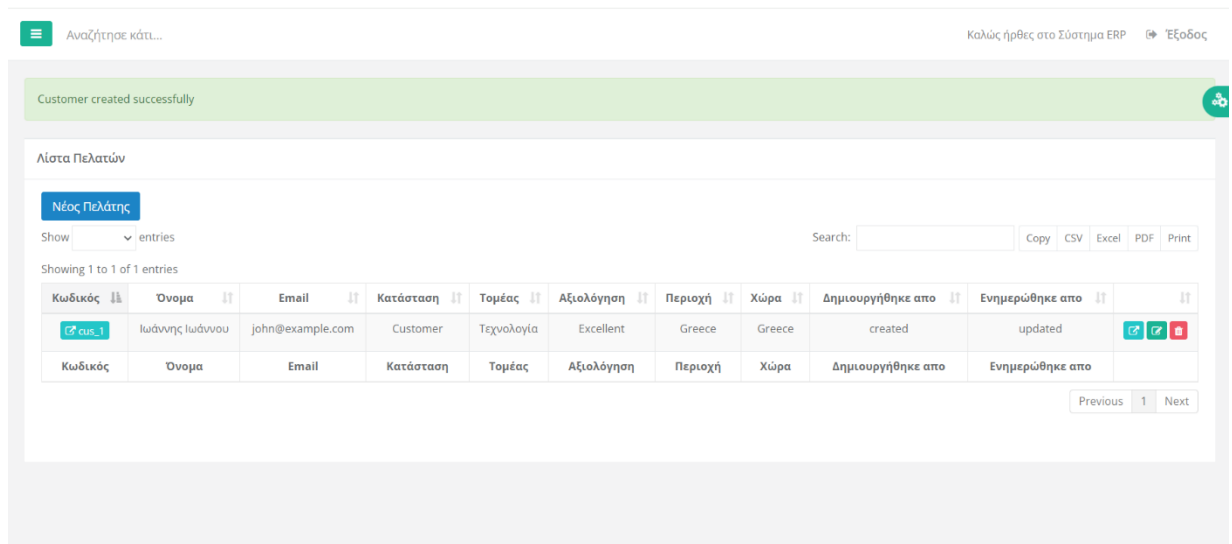 Αναζήτησε κάτι... Καλώς ήρθες στο Σύστημα ERP Έξοδος
Customer created successfully
Λίστα Πελατών
Νέος Πελάτης
Show entries Search: Copy CSV Excel PDF Print
Showing 1 to 1 of 1 entries
Κωδικός Όνομα Email Κατάσταση Τομέας Αξιολόγηση Περιοχή Χώρα Δημιουργήθηκε απο Ενημερώθηκε απο
cus_1 Ιωάννης Ιωάννου john@example.com Customer Τεχνολογία Excellent Greece Greece created updated
Κωδικός Όνομα Email Κατάσταση Τομέας Αξιολόγηση Περιοχή Χώρα Δημιουργήθηκε απο Ενημερώθηκε απο
Previous 1 Next